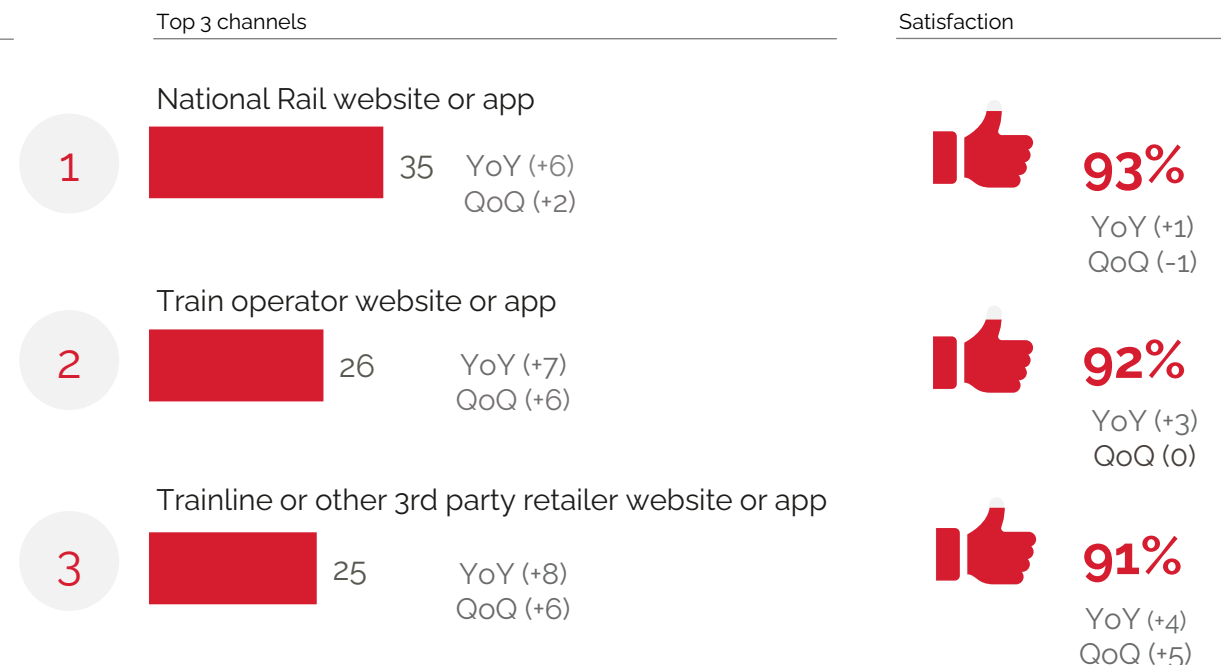 Top 3 channels
Satisfaction
1
National Rail website or app
35
YoY (+6)
QoQ (+2)
93%
YoY (+1)
QoQ (-1)
2
Train operator website or app
26
YoY (+7)
QoQ (+6)
92%
YoY (+3)
QoQ (0)
3
Trainline or other 3rd party retailer website or app
25
YoY (+8)
QoQ (+6)
91%
YoY (+4)
QoQ (+5)